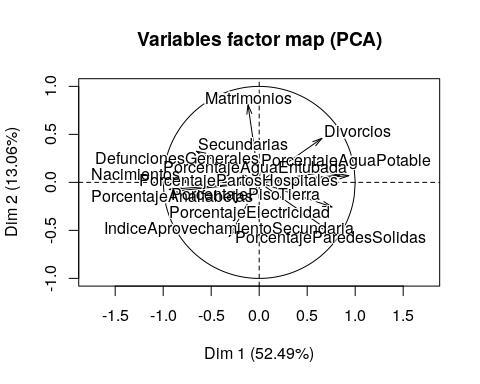 Variables factor map (PCA)
Matrimonios
Divorcios
Secundarias
DefuncionesGenerales
PorcentajeAguaPotable
PorcentajeAguaEntubada
Nacimientos
PorcentajePartosHospitales
PorcentajeAnalfabetas
PorcentajePisoTierra
PorcentajeElectricidad
IndiceAprovechamientoSecundaria
PorcentajeParedesSolidas
1.0
0.5
0.0
-0.5
-1.0
Dim 2 (13.06%)
-1.5 -1.0 -0.5 0.0 0.5 1.0 1.5
Dim 1 (52.49%)